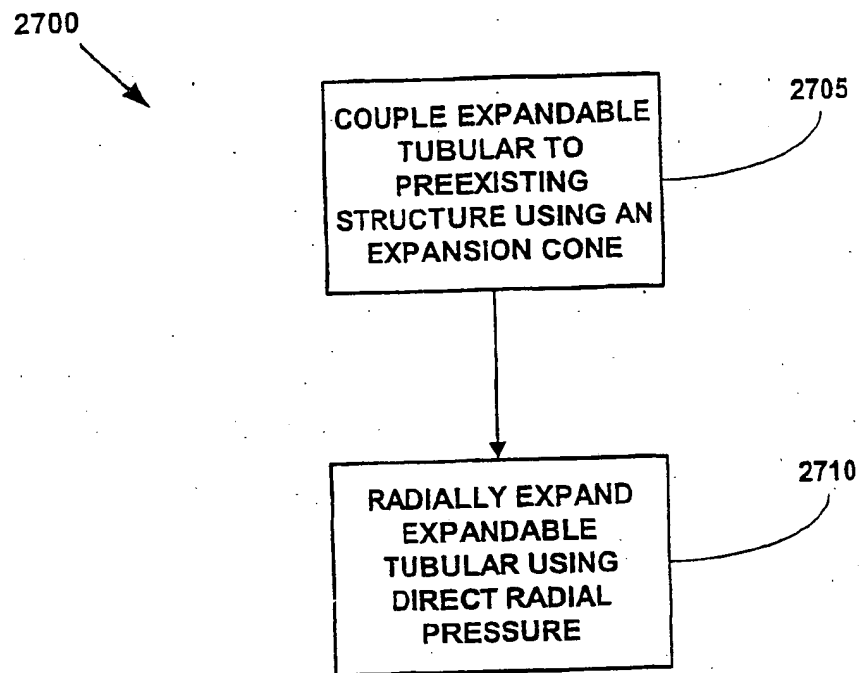 2700
2705
COUPLE EXPANDABLE
TUBULAR TO
PREEXISTING
STRUCTURE USING AN
EXPANSION CONE
2710
RADIALLY EXPAND
EXPANDABLE
TUBULAR USING
DIRECT RADIAL
PRESSURE